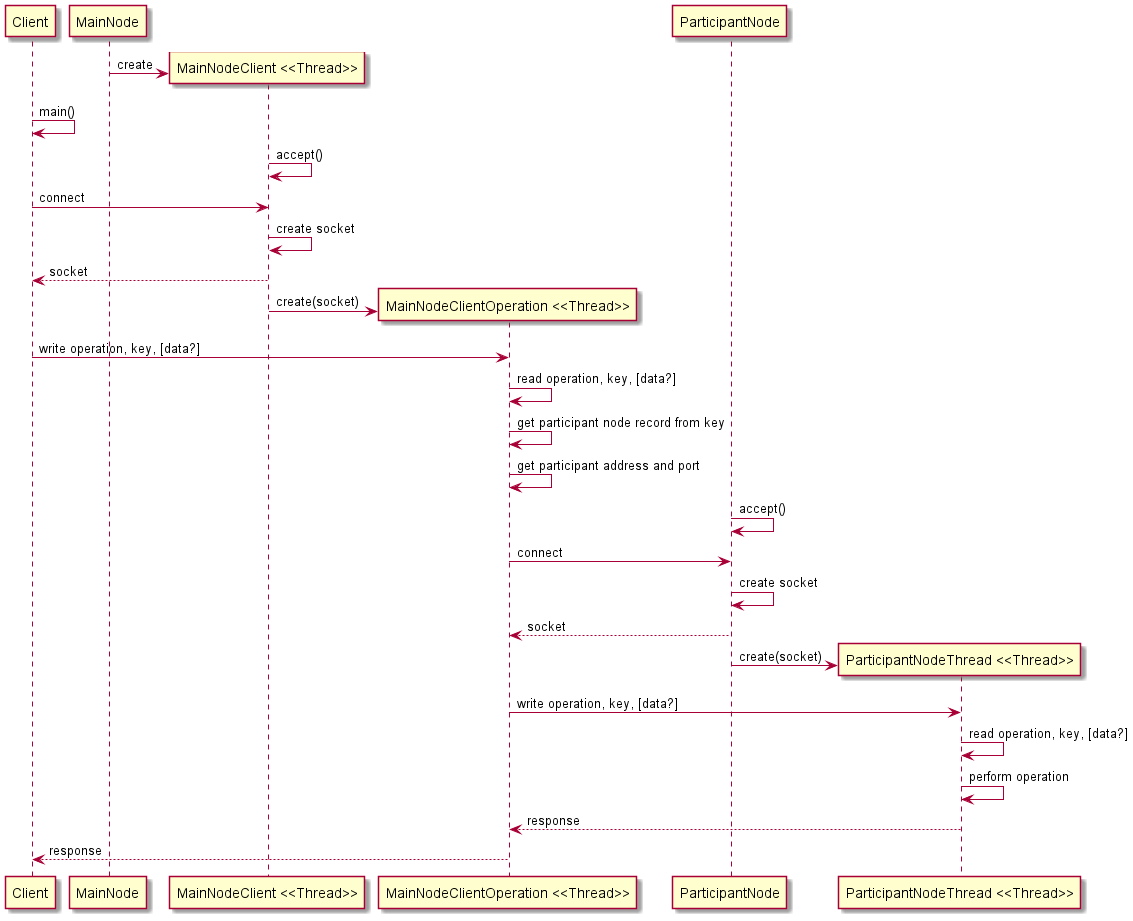 Client
MainNode
ParticipantNode
create
MainNodeClient <<Thread>>
main()
accept()
connect
create socket
socket
create(socket)
MainNodeClientOperation <<Thread>>
write operation, key, [data?]
read operation, key, [data?]
get participant node record from key
get participant address and port
accept()
connect
create socket
socket
create(socket)
ParticipantNodeThread <<Thread>>
write operation, key, [data?]
read operation, key, [data?]
perform operation
response
response
Client
MainNode
MainNodeClient <<Thread>>
MainNodeClientOperation <<Thread>>
ParticipantNode
ParticipantNodeThread <<Thread>>